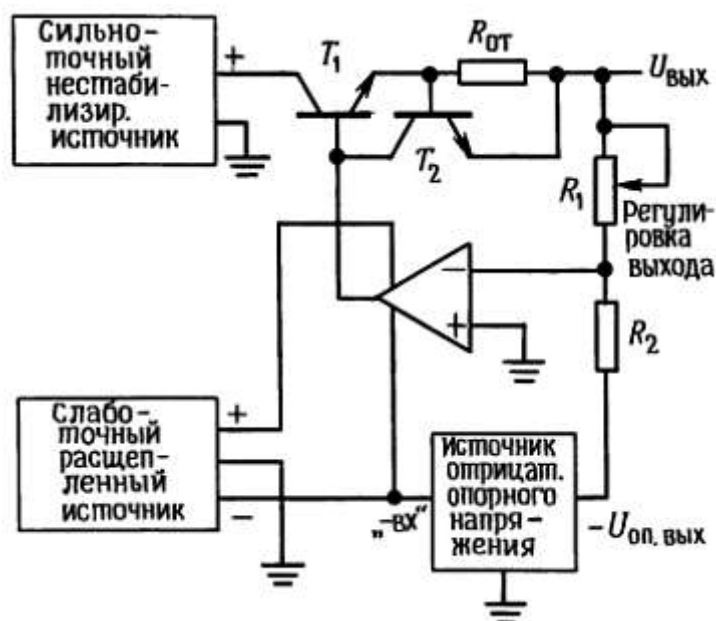 Сильно-
точный
нестаби-
лизир.
источник
+
T₁
Rот
Uвых
T₂
R₁
Регули-
ровка
выхода
−
+
R₂
Слабо-
точный
расщеп-
ленный
источник
+
−
„-вх“
Источник
отрицат.
опорного
напря-
жения
-Uоп. вых